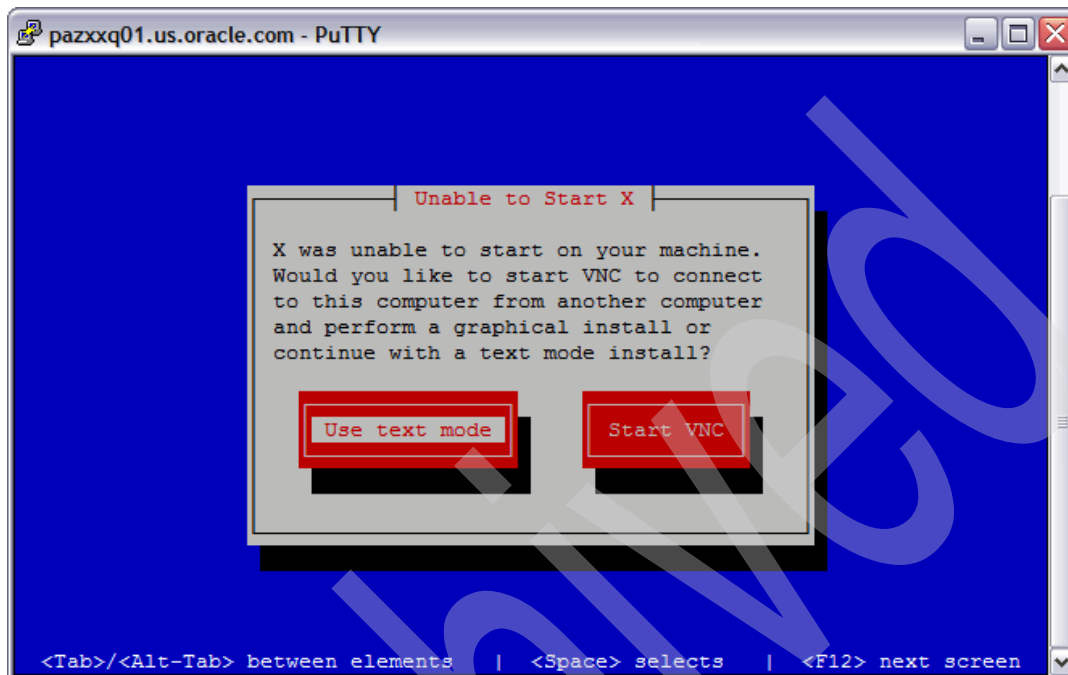 pazxxq01.us.oracle.com - PuTTY
Unable to Start X
X was unable to start on your machine.
Would you like to start VNC to connect
to this computer from another computer
and perform a graphical install or
continue with a text mode install?
Use text mode Start VNC
<Tab>/<Alt-Tab> between elements | <Space> selects | <F12> next screen